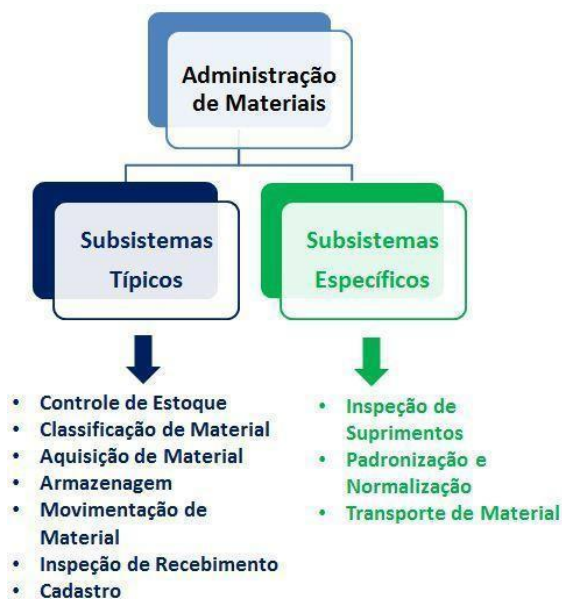 Administração
de Materiais
Subsistemas
Típicos
Subsistemas
Específicos
• Controle de Estoque
• Classificação de Material
• Aquisição de Material
• Armazenagem
• Movimentação de
Material
• Inspeção de Recebimento
• Cadastro
• Inspeção de
Suprimentos
• Padronização e
Normalização
• Transporte de Material